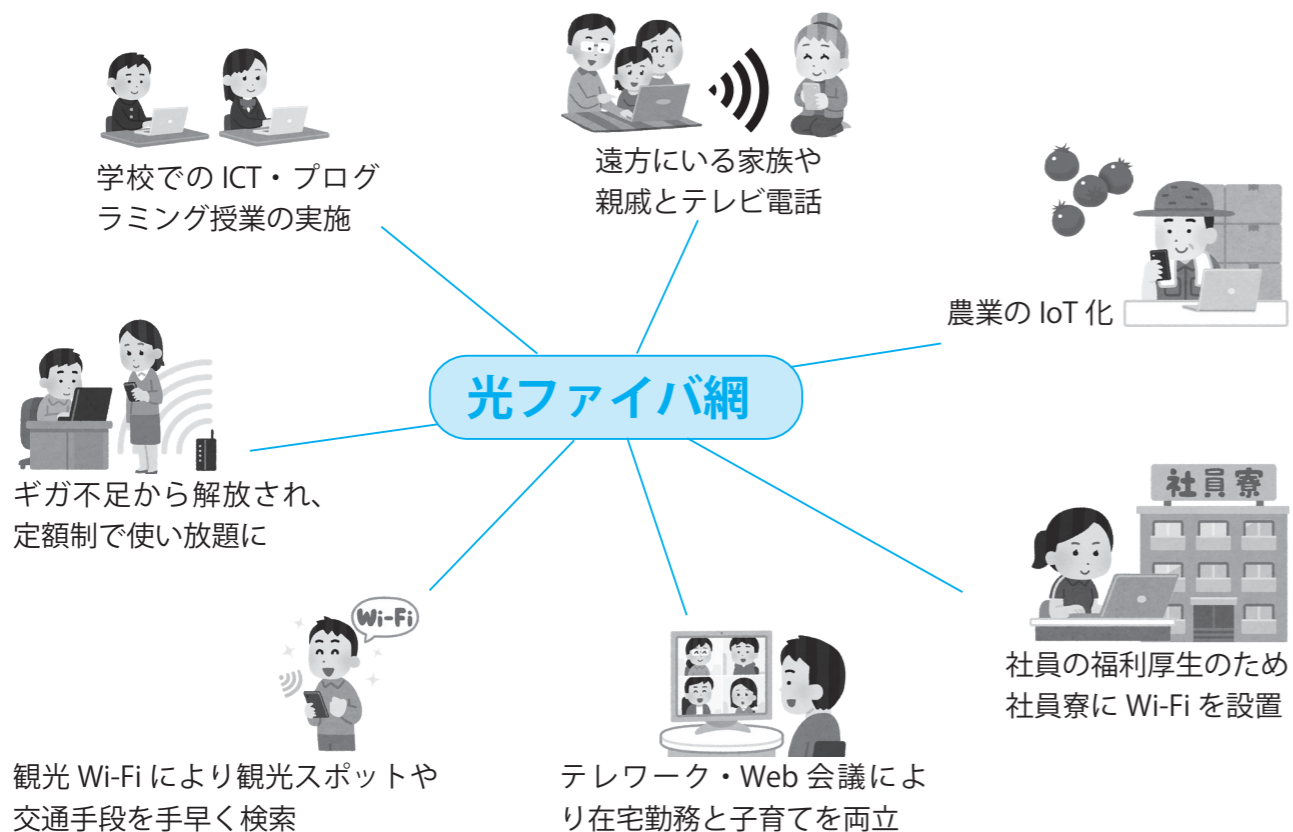 学校での ICT・プログ
ラミング授業の実施
遠方にいる家族や
親戚とテレビ電話
農業の IoT 化
光ファイバ網
ギガ不足から解放され、
定額制で使い放題に
社員寮
社員の福利厚生のため
社員寮に Wi-Fi を設置
Wi-Fi
観光 Wi-Fi により観光スポットや
交通手段を手早く検索
テレワーク・Web 会議によ
り在宅勤務と子育てを両立